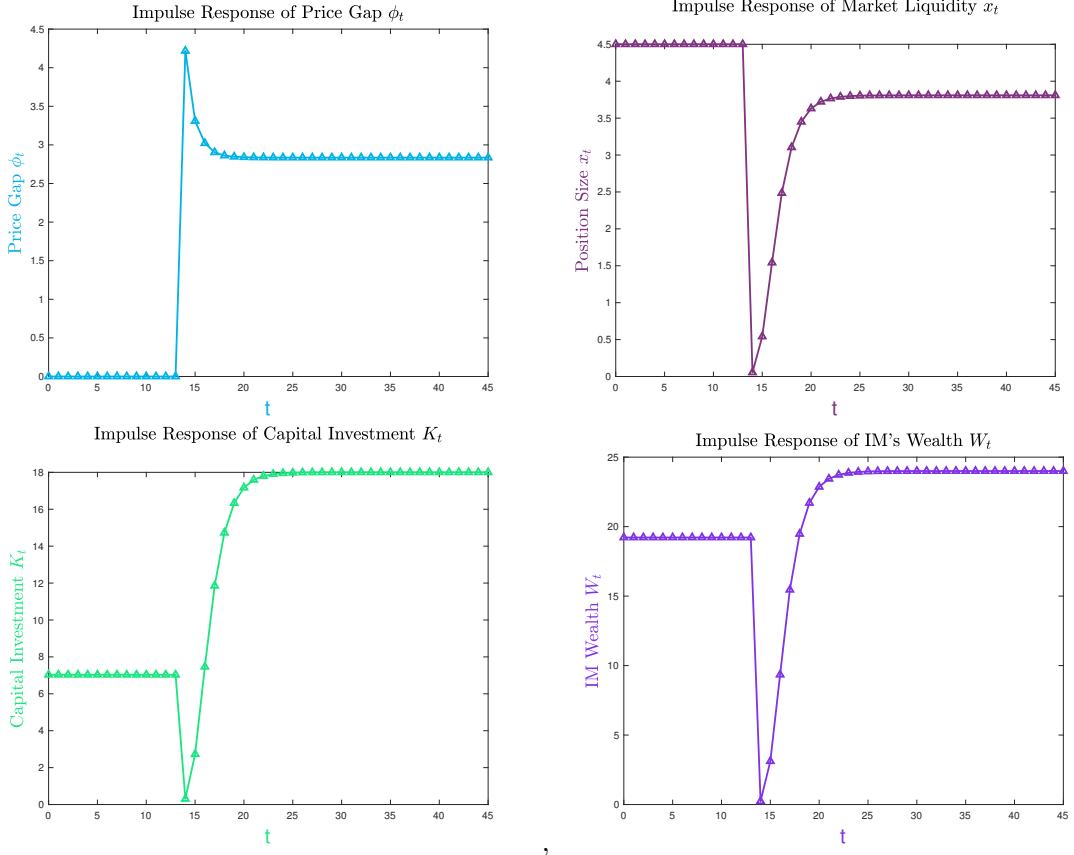 Impulse Response of Price Gap ϕₜ
4.5
4
3.5
3
2.5
2
1.5
1
0.5
0
Price Gap ϕₜ
0 5 10 15 20 25 30 35 40 45
t
Impulse Response of Market Liquidity xₜ
4.5
4
3.5
3
2.5
2
1.5
1
0.5
0
Position Size xₜ
0 5 10 15 20 25 30 35 40 45
t
Impulse Response of Capital Investment Kₜ
18
16
14
12
10
8
6
4
2
0
Capital Investment Kₜ
0 5 10 15 20 25 30 35 40 45
t
Impulse Response of IM's Wealth Wₜ
25
20
15
10
5
0
IM Wealth Wₜ
0 5 10 15 20 25 30 35 40 45
t
,